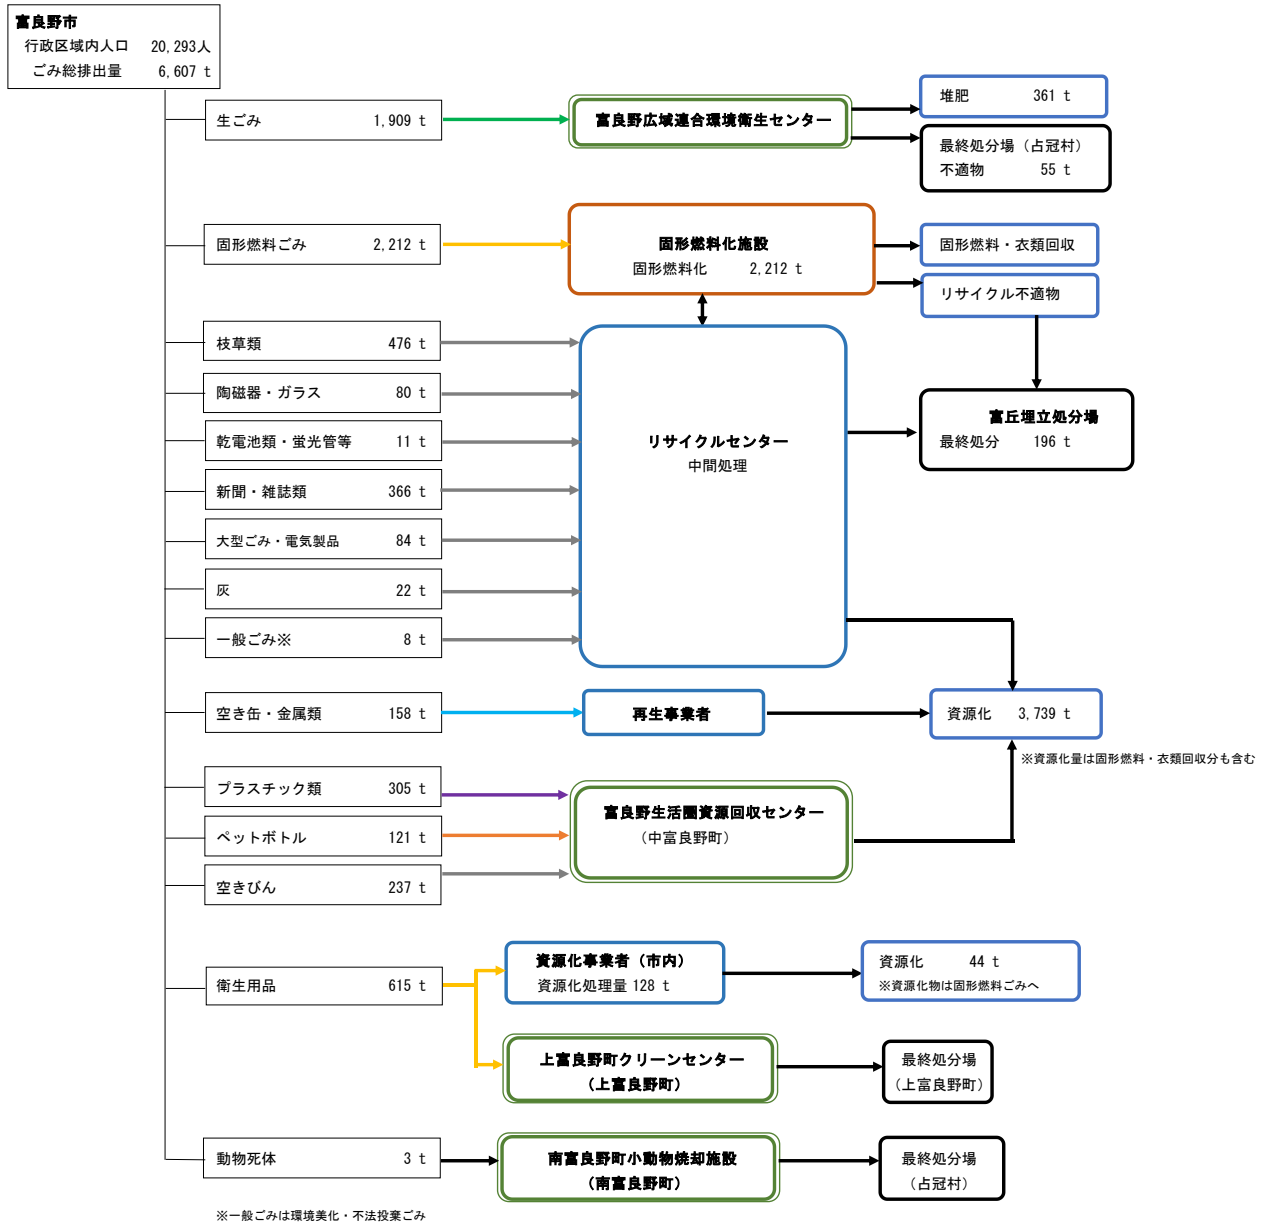 富良野市
行政区域内人口 20,293人
ごみ総排出量 6,607 t
生ごみ 1,909 t
富良野広域連合環境衛生センター
堆肥 361 t
最終処分場（占冠村）
不適物 55 t
固形燃料ごみ 2,212 t
固形燃料化施設
固形燃料化 2,212 t
固形燃料・衣類回収
リサイクル不適物
枝草類 476 t
陶磁器・ガラス 80 t
乾電池類・蛍光管等 11 t
新聞・雑誌類 366 t
大型ごみ・電気製品 84 t
灰 22 t
一般ごみ※ 8 t
リサイクルセンター
中間処理
富丘埋立処分場
最終処分 196 t
空き缶・金属類 158 t
再生事業者
資源化 3,739 t
※資源化量は固形燃料・衣類回収分も含む
プラスチック類 305 t
ペットボトル 121 t
空きびん 237 t
富良野生活圏資源回収センター
（中富良野町）
衛生用品 615 t
資源化事業者（市内）
資源化処理量 128 t
資源化 44 t
※資源化物は固形燃料ごみへ
上富良野町クリーンセンター
（上富良野町）
最終処分場
（上富良野町）
動物死体 3 t
南富良野町小動物焼却施設
（南富良野町）
最終処分場
（占冠村）
※一般ごみは環境美化・不法投棄ごみ